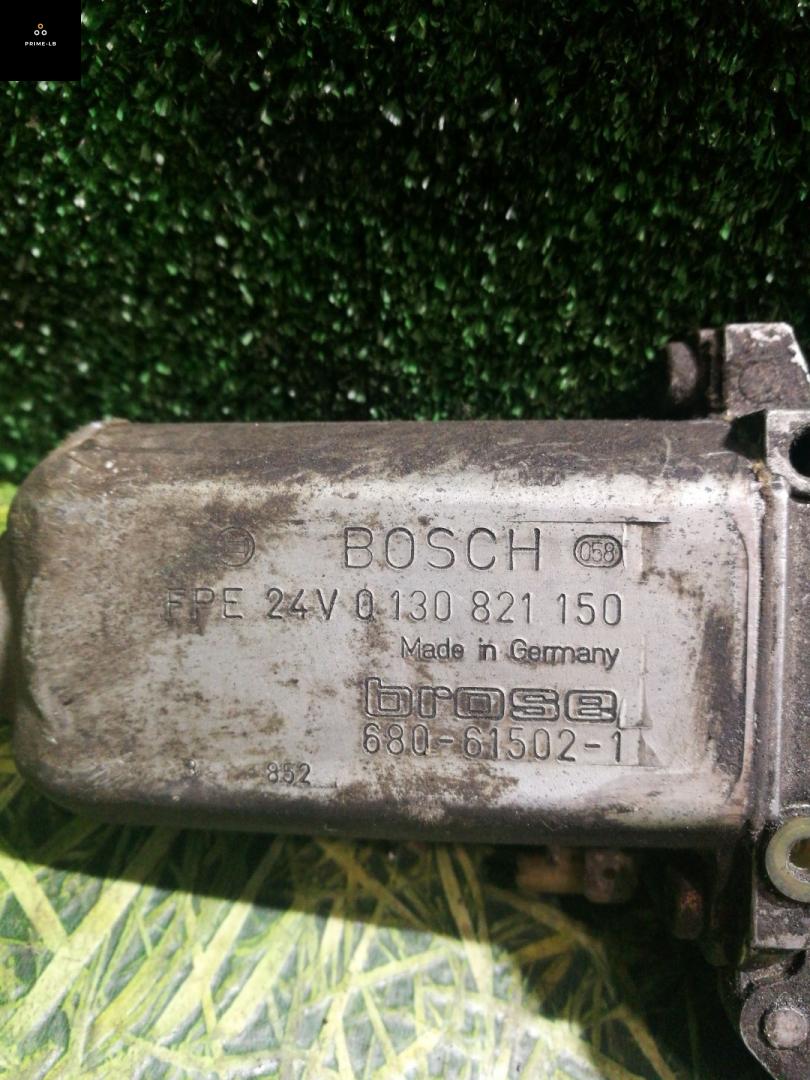 PRIME-LB
BOSCH 058
FPE 24V 0 130 821 150
Made in Germany
brose
680-61502-1
852